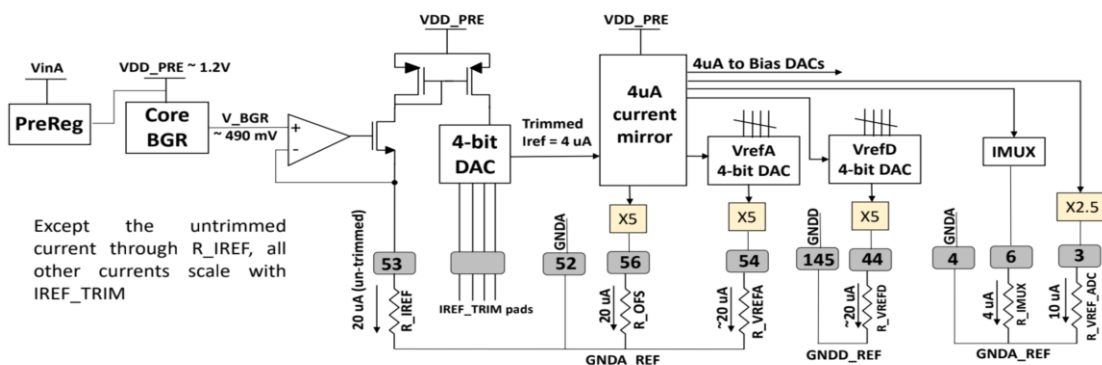 VinA
PreReg
VDD_PRE ~ 1.2V
Core
BGR
V_BGR
~ 490 mV
+
-
VDD_PRE
4-bit
DAC
Trimmed
Iref = 4 uA
VDD_PRE
4uA
current
mirror
4uA to Bias DACs
VrefA
4-bit DAC
VrefD
4-bit DAC
IMUX
X5
X5
X5
X2.5
Except the untrimmed
current through R_IREF, all
other currents scale with
IREF_TRIM
20 uA (un-trimmed)
53
R_IREF
IREF_TRIM pads
GNDA
52
56
20 uA
R_OFS
54
~20 uA
R_VREFA
GNDA_REF
GNDD
145
44
~20 uA
R_VREFD
GNDD_REF
GNDA
4
6
4 uA
R_IMUX
3
10 uA
R_VREF_ADC
GNDA_REF